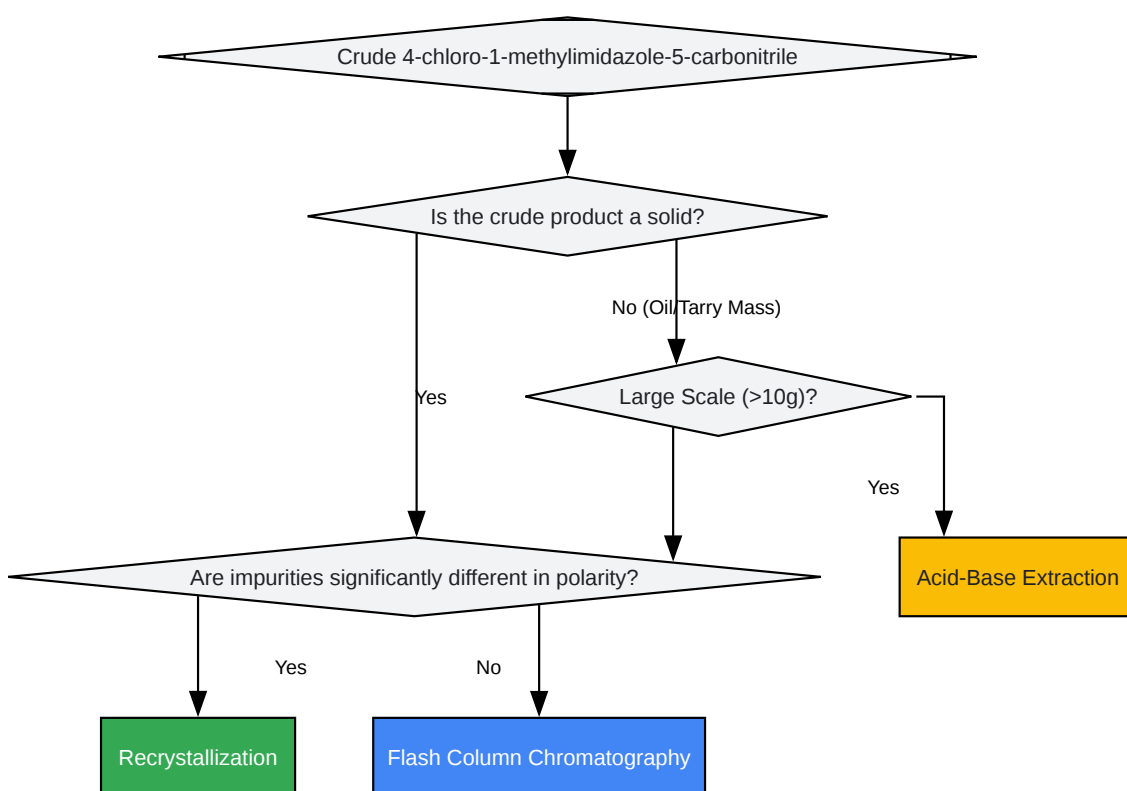 Crude 4-chloro-1-methylimidazole-5-carbonitrile
Is the crude product a solid?
No (Oil/Tarry Mass)
Yes
Large Scale (>10g)?
Yes
Are impurities significantly different in polarity?
Acid-Base Extraction
Yes
No
Recrystallization
Flash Column Chromatography